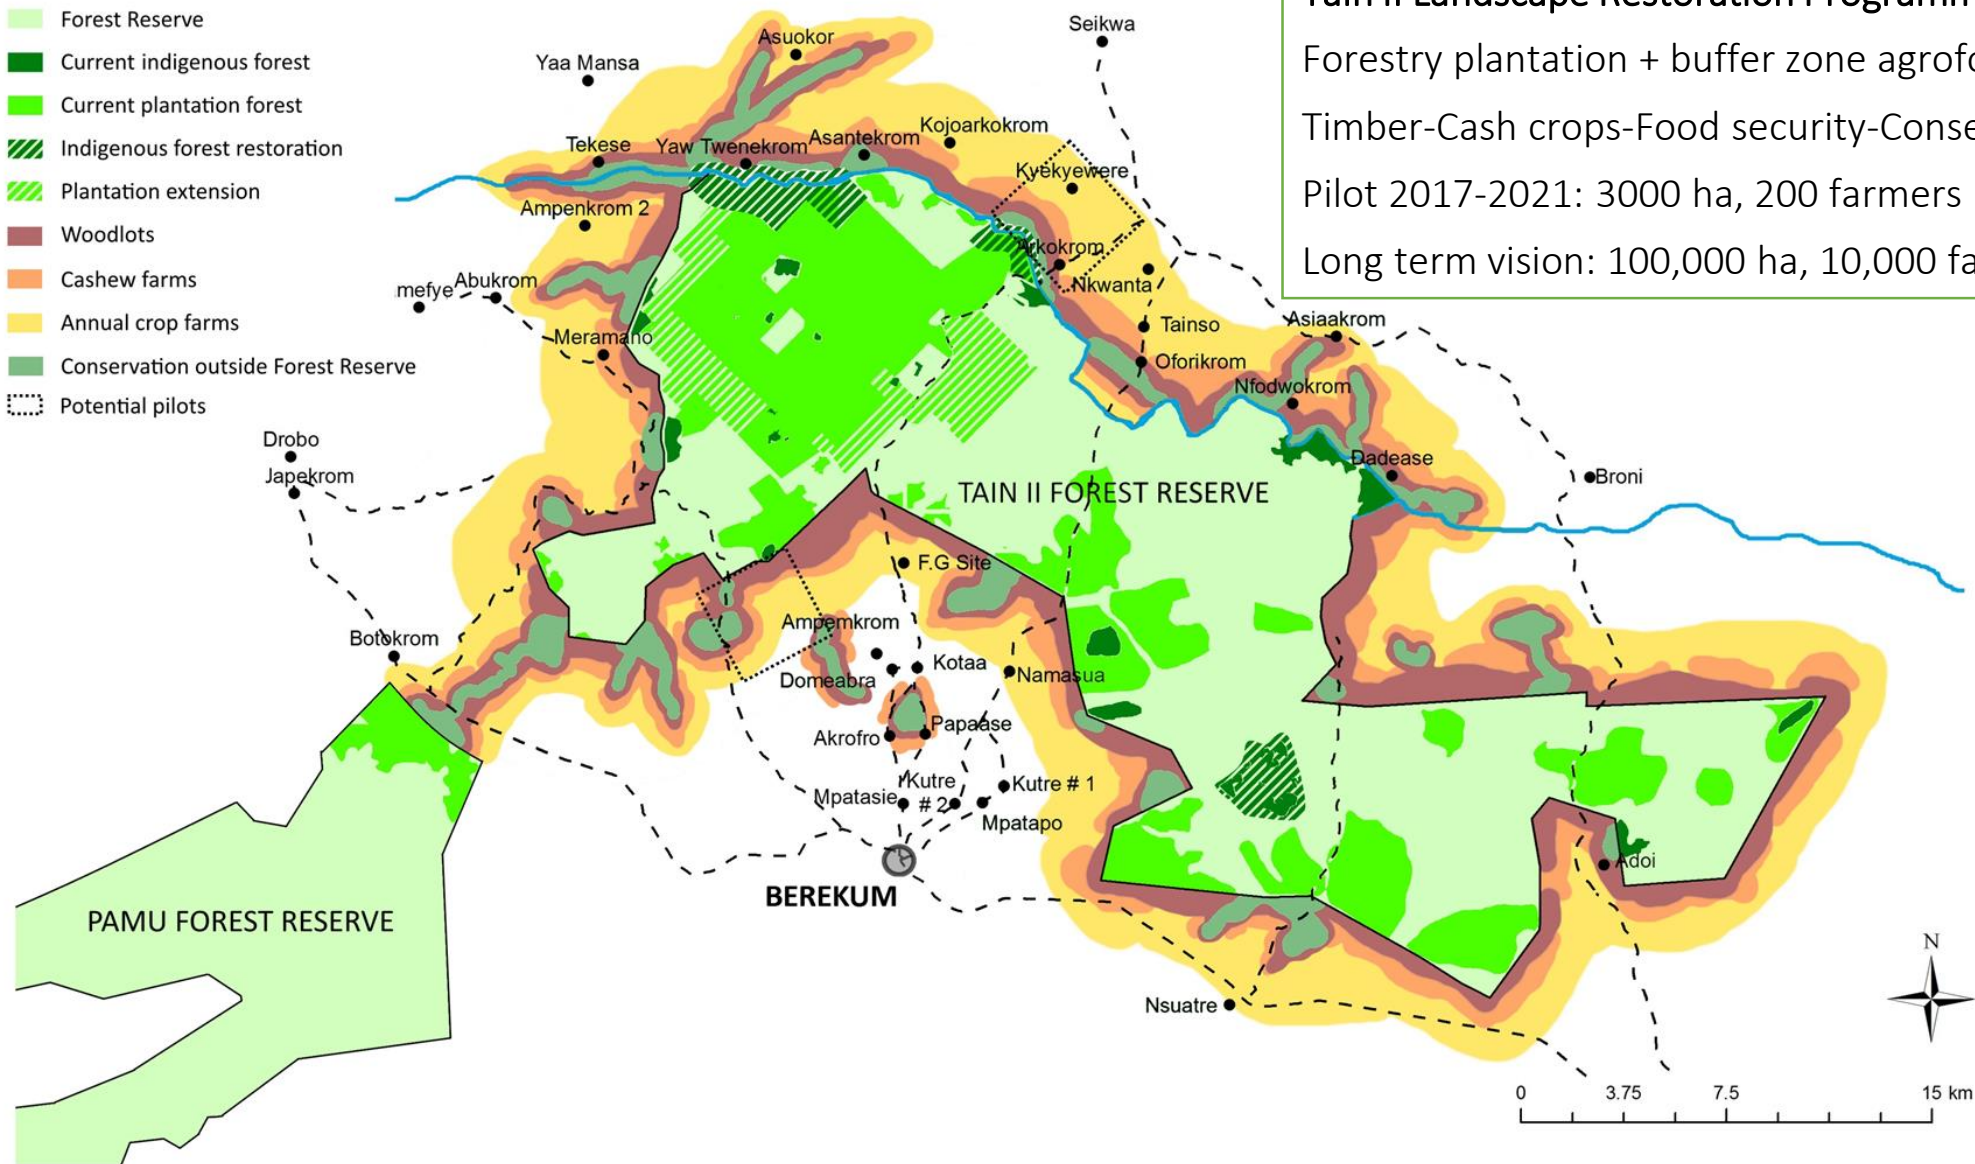 Forest Reserve
Current indigenous forest
Current plantation forest
Indigenous forest restoration
Plantation extension
Woodlots
Cashew farms
Annual crop farms
Conservation outside Forest Reserve
Potential pilots
Tain II Landscape Restoration Programm
Forestry plantation + buffer zone agrofo
Timber-Cash crops-Food security-Conse
Pilot 2017-2021: 3000 ha, 200 farmers
Long term vision: 100,000 ha, 10,000 fa
Seikwa
Asuokor
Yaa Mansa
Kojoarkokrom
Asantekrom
Tekese
Yaw Twenekrom
Kyekyewere
Ampenkrom 2
Arkokrom
Nkwanta
mefye
Abukrom
Meramano
Tainso
Asiaakrom
Oforikrom
Nfodwokrom
Drobo
Japekrom
Dadease
Broni
TAIN II FOREST RESERVE
F.G Site
Botokrom
Ampemkrom
Kotaa
Domeabra
Namasua
Akrofro
Papaase
Kutre
# 2
Kutre # 1
Mpatasie
Mpatapo
BEREKUM
Adoi
PAMU FOREST RESERVE
Nsuatre
N
0
3.75
7.5
15 km